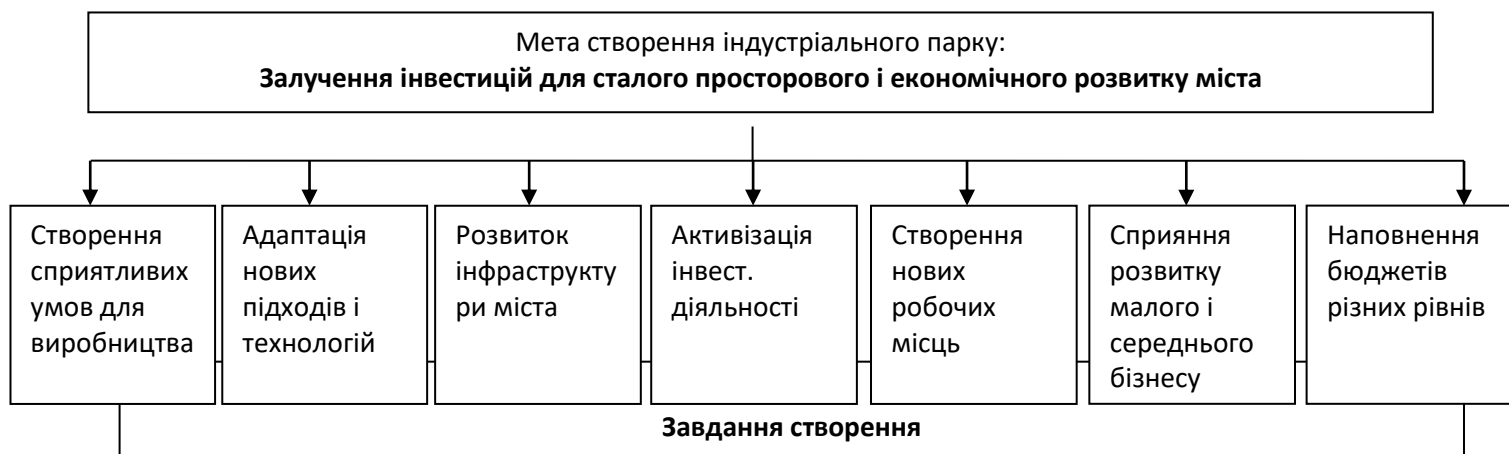 Мета створення індустріального парку:
Залучення інвестицій для сталого просторового і економічного розвитку міста
Створення
сприятливих
умов для
виробництва
Адаптація
нових
підходів і
технологій
Розвиток
інфраструкту
ри міста
Активізація
інвест.
діяльності
Створення
нових
робочих
місць
Сприяння
розвитку
малого і
середнього
бізнесу
Наповнення
бюджетів
різних рівнів
Завдання створення